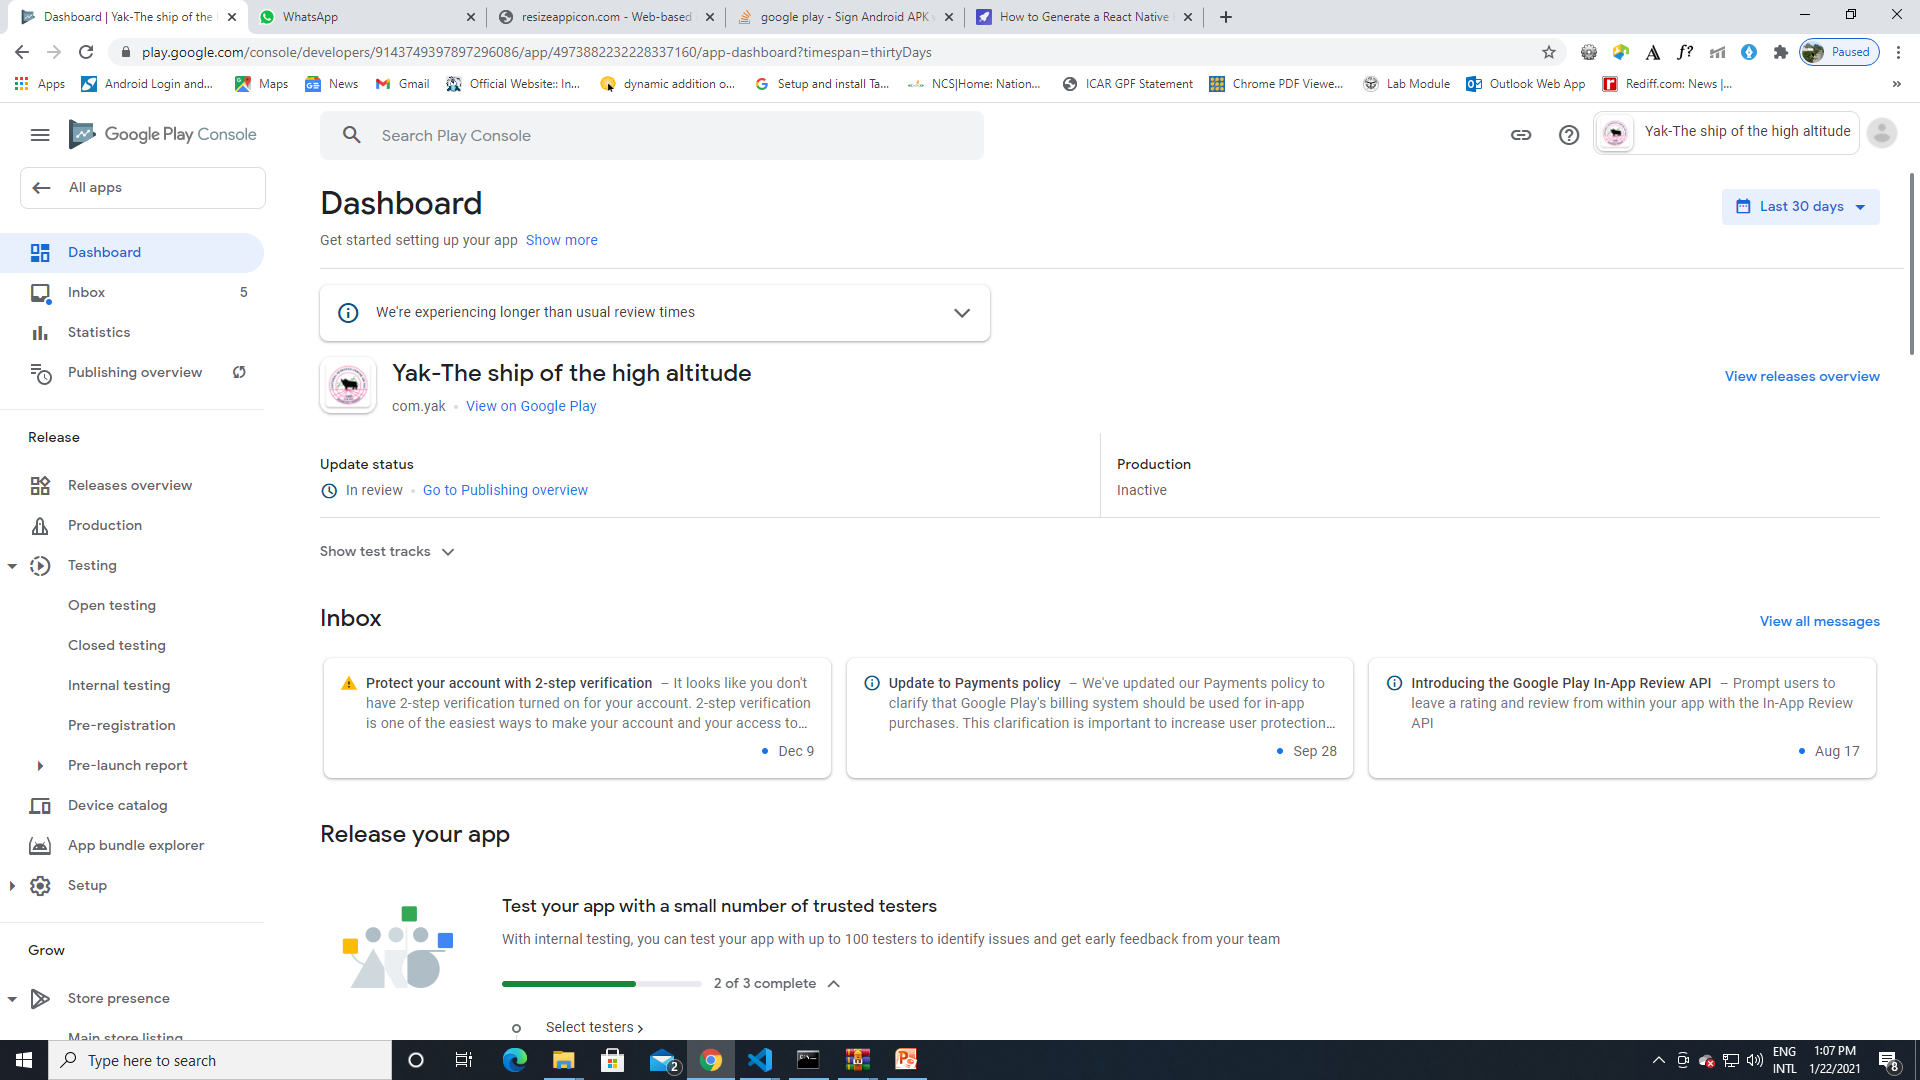 Dashboard | Yak-The ship of the
WhatsApp
resizeappicon.com - Web-based
google play - Sign Android APK
How to Generate a React Native
play.google.com/console/developers/9143749397897296086/app/4973882232228337160/app-dashboard?timespan=thirtyDays
Paused
Apps
Android Login and...
Maps
News
Gmail
Official Website:: In...
dynamic addition o...
Setup and install Ta...
NCS|Home: Nation...
ICAR GPF Statement
Chrome PDF Viewe...
Lab Module
Outlook Web App
Rediff.com: News |...
Google Play Console
Search Play Console
Yak-The ship of the high altitude
All apps
Dashboard
Inbox 5
Statistics
Publishing overview
Release
Releases overview
Production
Testing
Open testing
Closed testing
Internal testing
Pre-registration
Pre-launch report
Device catalog
App bundle explorer
Setup
Grow
Store presence
Main store listing
Dashboard
Last 30 days
Get started setting up your app Show more
We're experiencing longer than usual review times
Yak-The ship of the high altitude
com.yak • View on Google Play
View releases overview
Update status
In review • Go to Publishing overview
Production
Inactive
Show test tracks
Inbox
View all messages
Protect your account with 2-step verification – It looks like you don't
have 2-step verification turned on for your account. 2-step verification
is one of the easiest ways to make your account and your access to...
Dec 9
Update to Payments policy – We've updated our Payments policy to
clarify that Google Play's billing system should be used for in-app
purchases. This clarification is important to increase user protection...
Sep 28
Introducing the Google Play In-App Review API – Prompt users to
leave a rating and review from within your app with the In-App Review
API
Aug 17
Release your app
Test your app with a small number of trusted testers
With internal testing, you can test your app with up to 100 testers to identify issues and get early feedback from your team
2 of 3 complete
Select testers
Type here to search
2
ENG
INTL
1:07 PM
1/22/2021
8